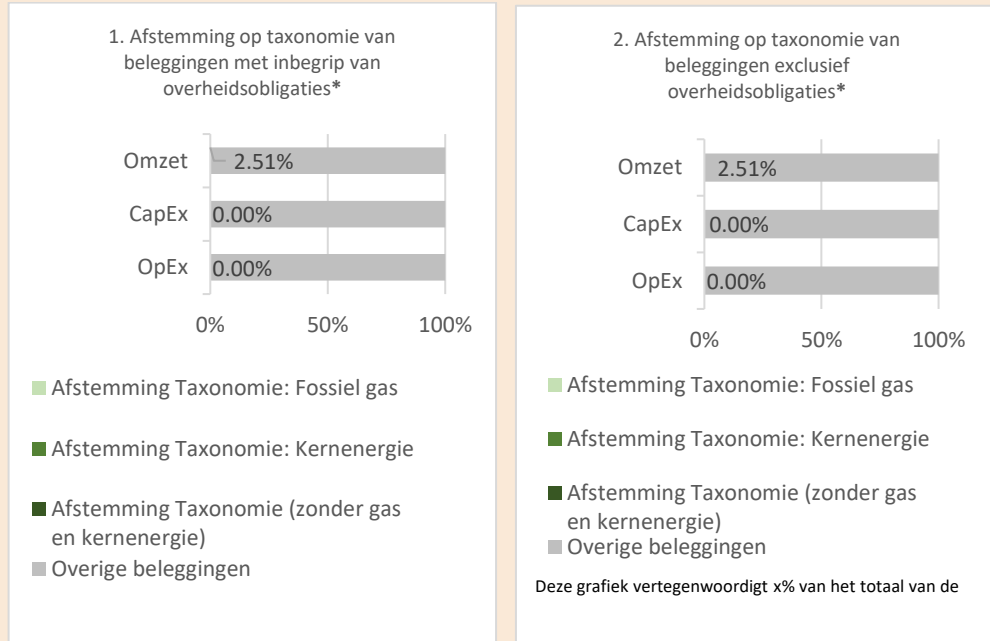 1. Afstemming op taxonomie van
beleggingen met inbegrip van
overheidsobligaties*
Omzet
2.51%
CapEx
0.00%
OpEx
0.00%
0%
50%
100%
Afstemming Taxonomie: Fossiel gas
Afstemming Taxonomie: Kernenergie
Afstemming Taxonomie (zonder gas
en kernenergie)
Overige beleggingen
2. Afstemming op taxonomie van
beleggingen exclusief
overheidsobligaties*
Omzet
2.51%
CapEx
0.00%
OpEx
0.00%
0%
50%
100%
Afstemming Taxonomie: Fossiel gas
Afstemming Taxonomie: Kernenergie
Afstemming Taxonomie (zonder gas
en kernenergie)
Overige beleggingen
Deze grafiek vertegenwoordigt x% van het totaal van de